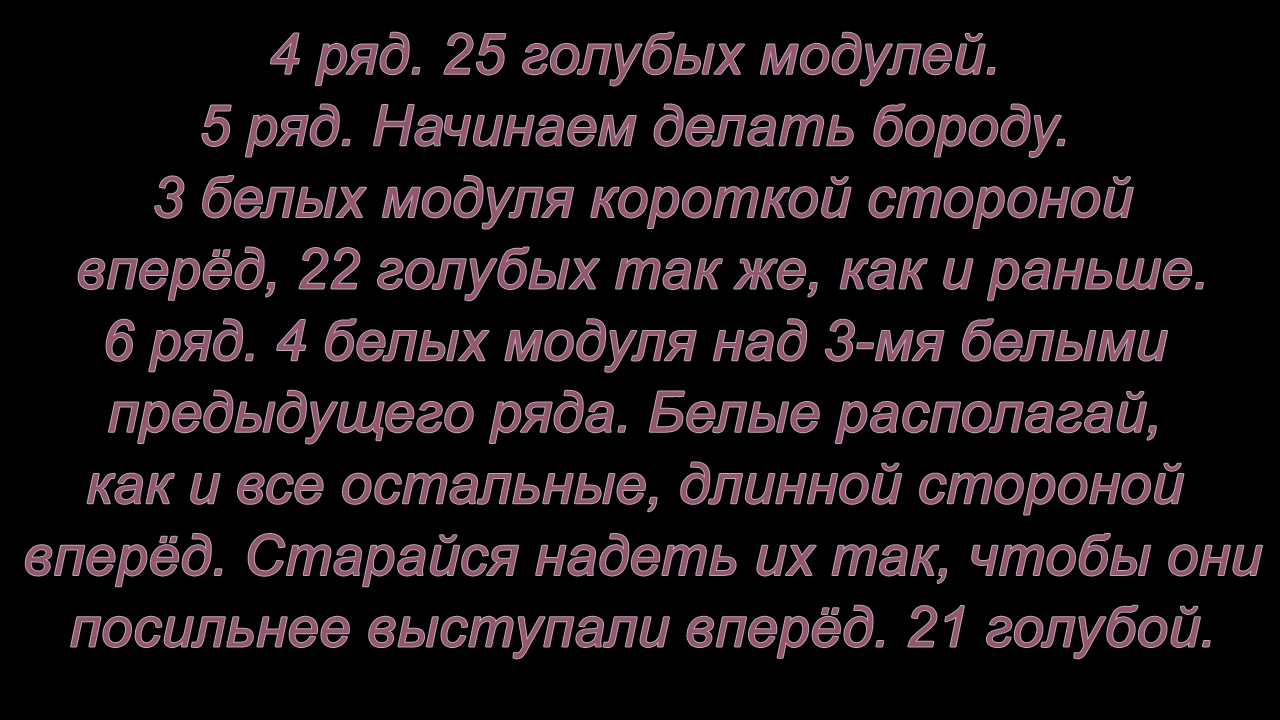 4 ряд. 25 голубых модулей.
5 ряд. Начинаем делать бороду.
3 белых модуля короткой стороной
вперёд, 22 голубых так же, как и раньше.
6 ряд. 4 белых модуля над 3-мя белыми
предыдущего ряда. Белые располагай,
как и все остальные, длинной стороной
вперёд. Старайся надеть их так, чтобы они
посильнее выступали вперёд. 21 голубой.